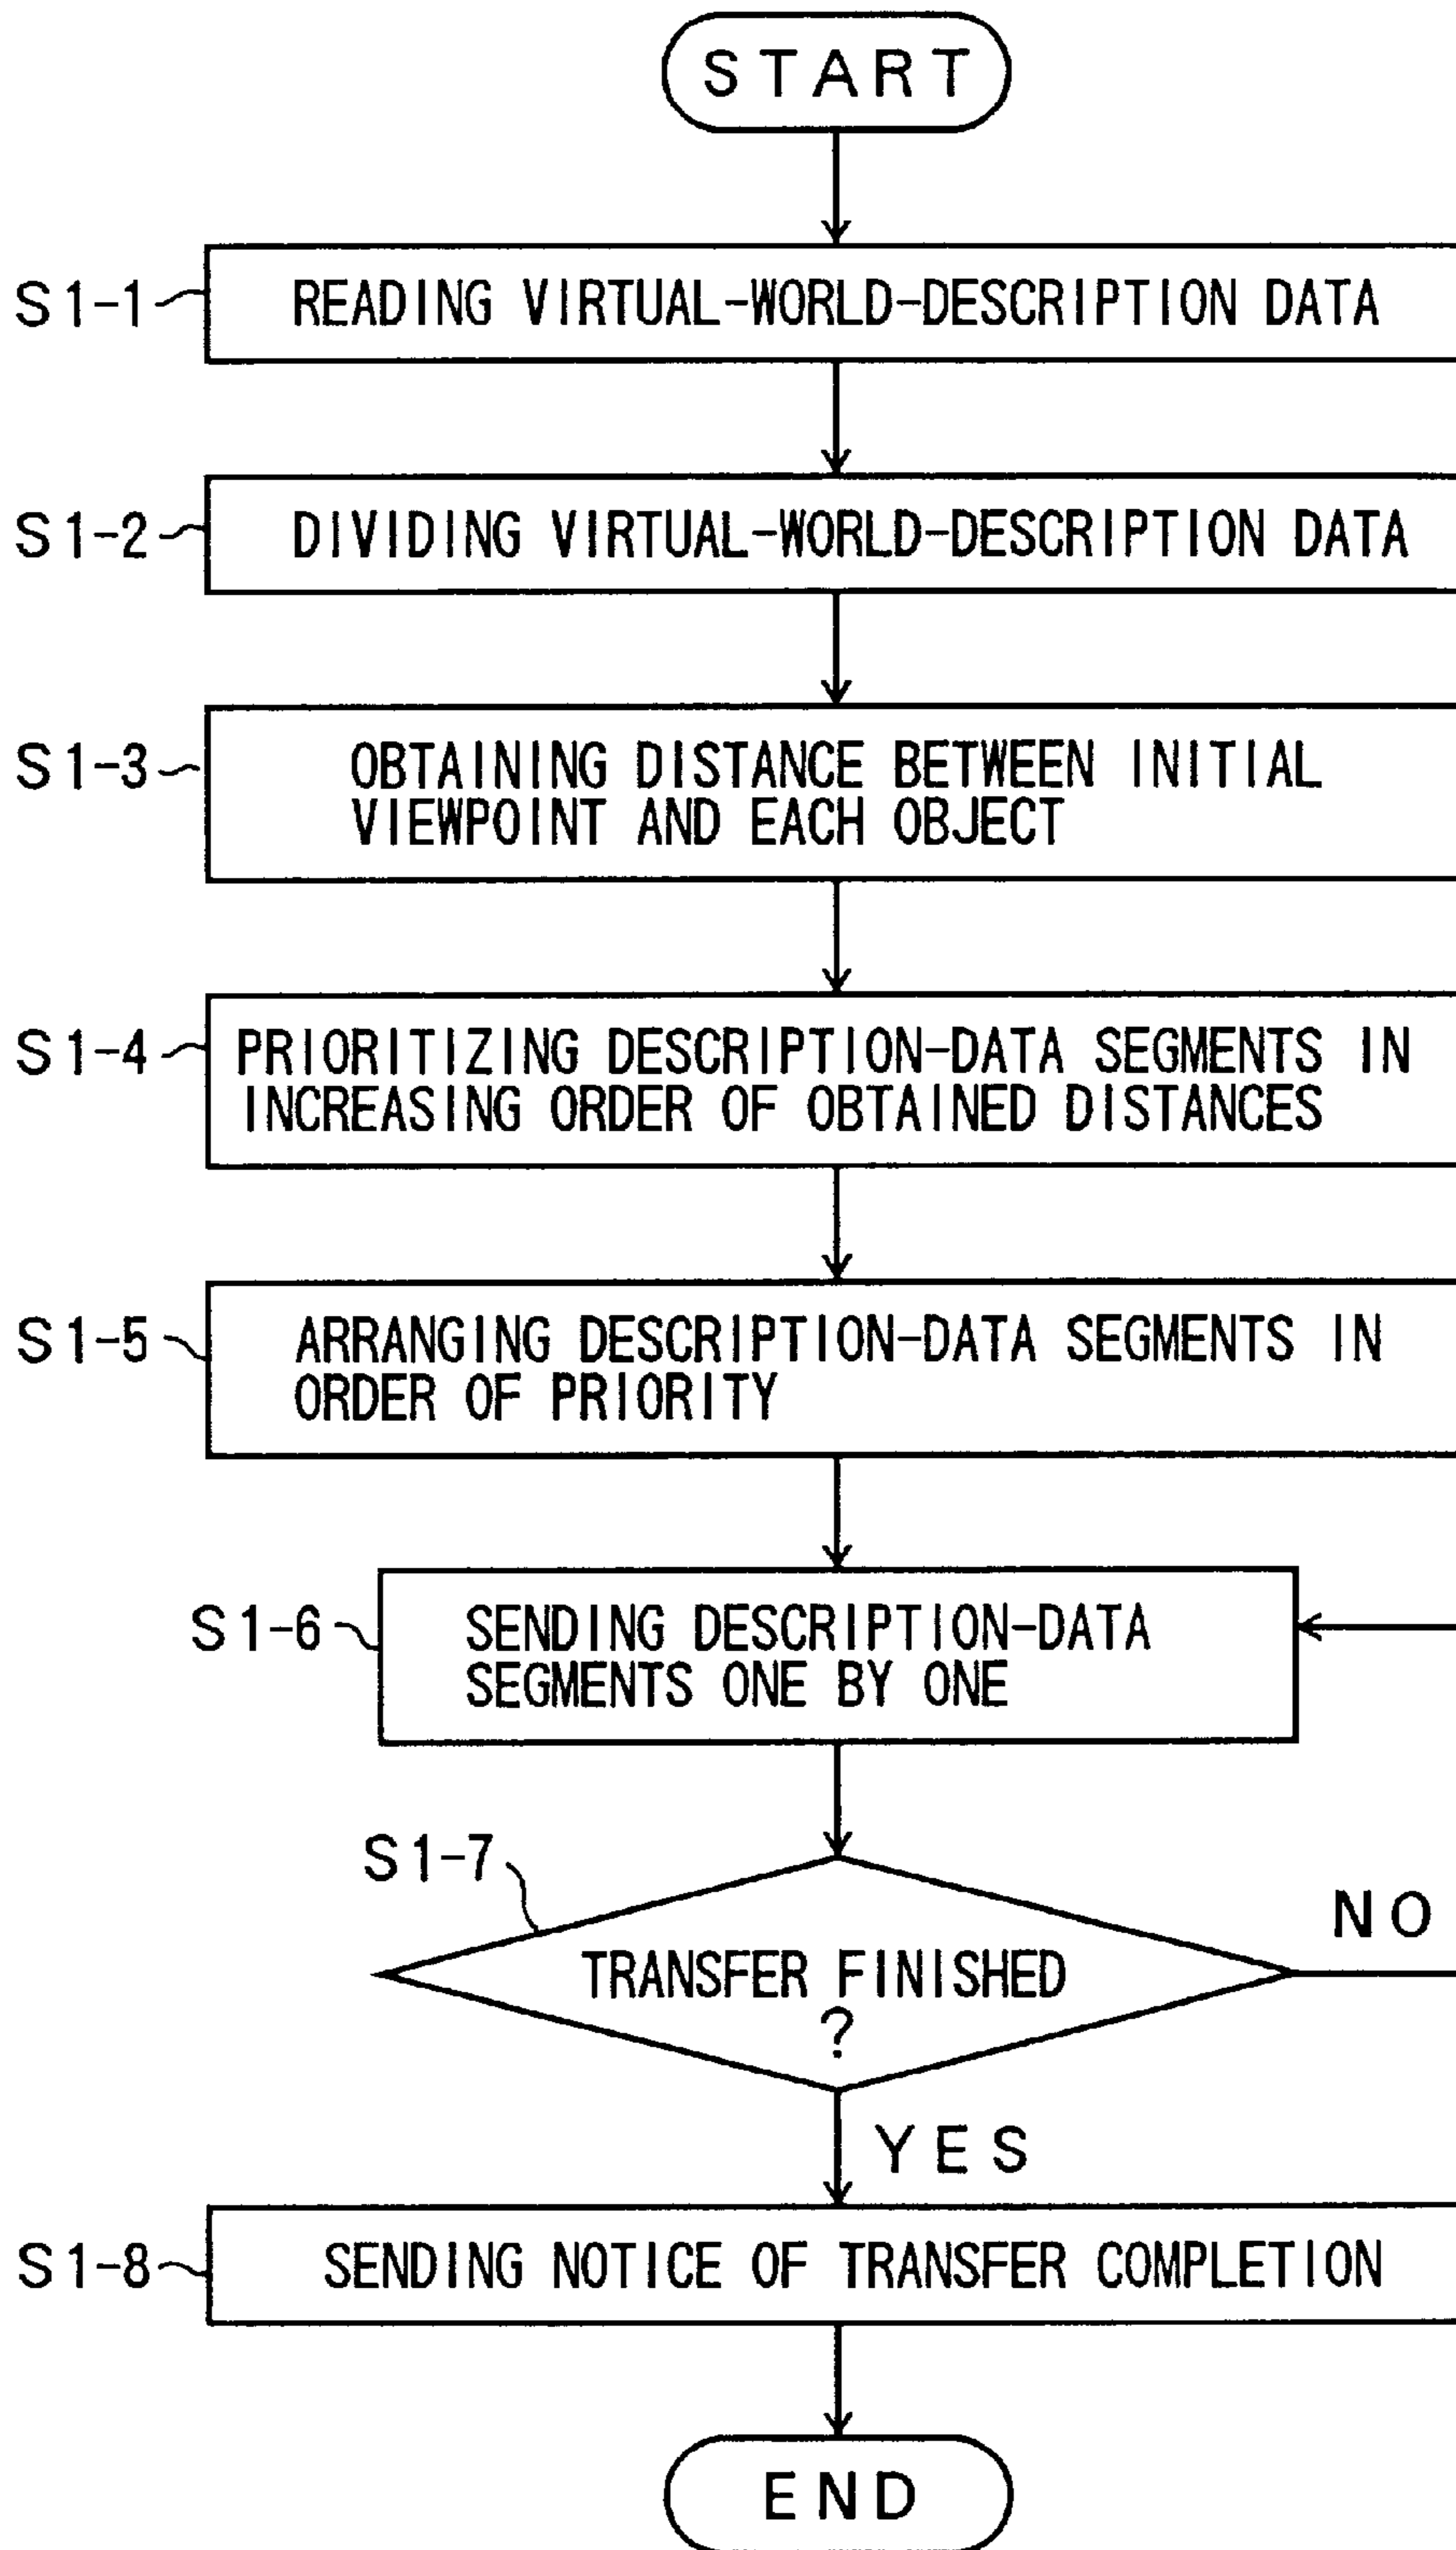 START
S1-1
READING VIRTUAL-WORLD-DESCRIPTION DATA
S1-2
DIVIDING VIRTUAL-WORLD-DESCRIPTION DATA
S1-3
OBTAINING DISTANCE BETWEEN INITIAL
VIEWPOINT AND EACH OBJECT
S1-4
PRIORITIZING DESCRIPTION-DATA SEGMENTS IN
INCREASING ORDER OF OBTAINED DISTANCES
S1-5
ARRANGING DESCRIPTION-DATA SEGMENTS IN
ORDER OF PRIORITY
S1-6
SENDING DESCRIPTION-DATA
SEGMENTS ONE BY ONE
S1-7
TRANSFER FINISHED
?
NO
YES
S1-8
SENDING NOTICE OF TRANSFER COMPLETION
END